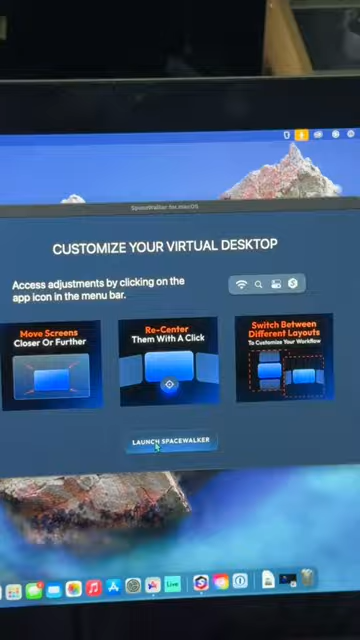 SpaceWalker for macOS
CUSTOMIZE YOUR VIRTUAL DESKTOP
Access adjustments by clicking on the
app icon in the menu bar.
Move Screens
Closer Or Further
Re-Center
Them With A Click
Switch Between
Different Layouts
To Customize Your Workflow
LAUNCH SPACEWALKER
Live